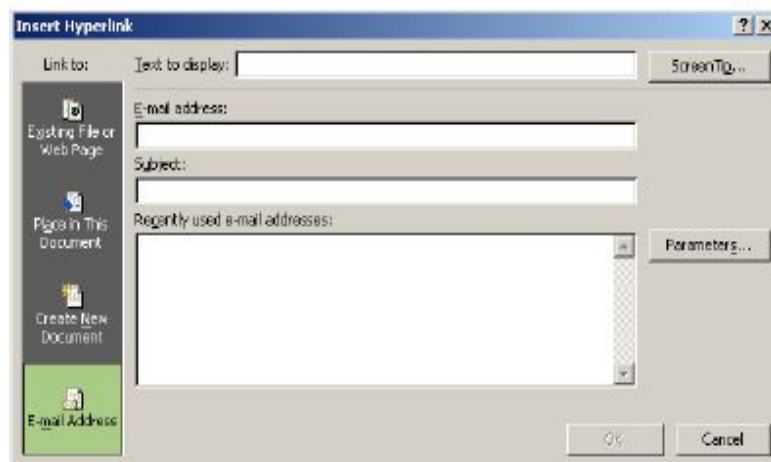 Insert Hyperlink
Link to:
Text to display:
ScreenTip...
Existing File or
Web Page
E-mail address:
Subject:
Place in This
Document
Recently used e-mail addresses:
Parameters...
Create New
Document
E-mail Address
OK
Cancel